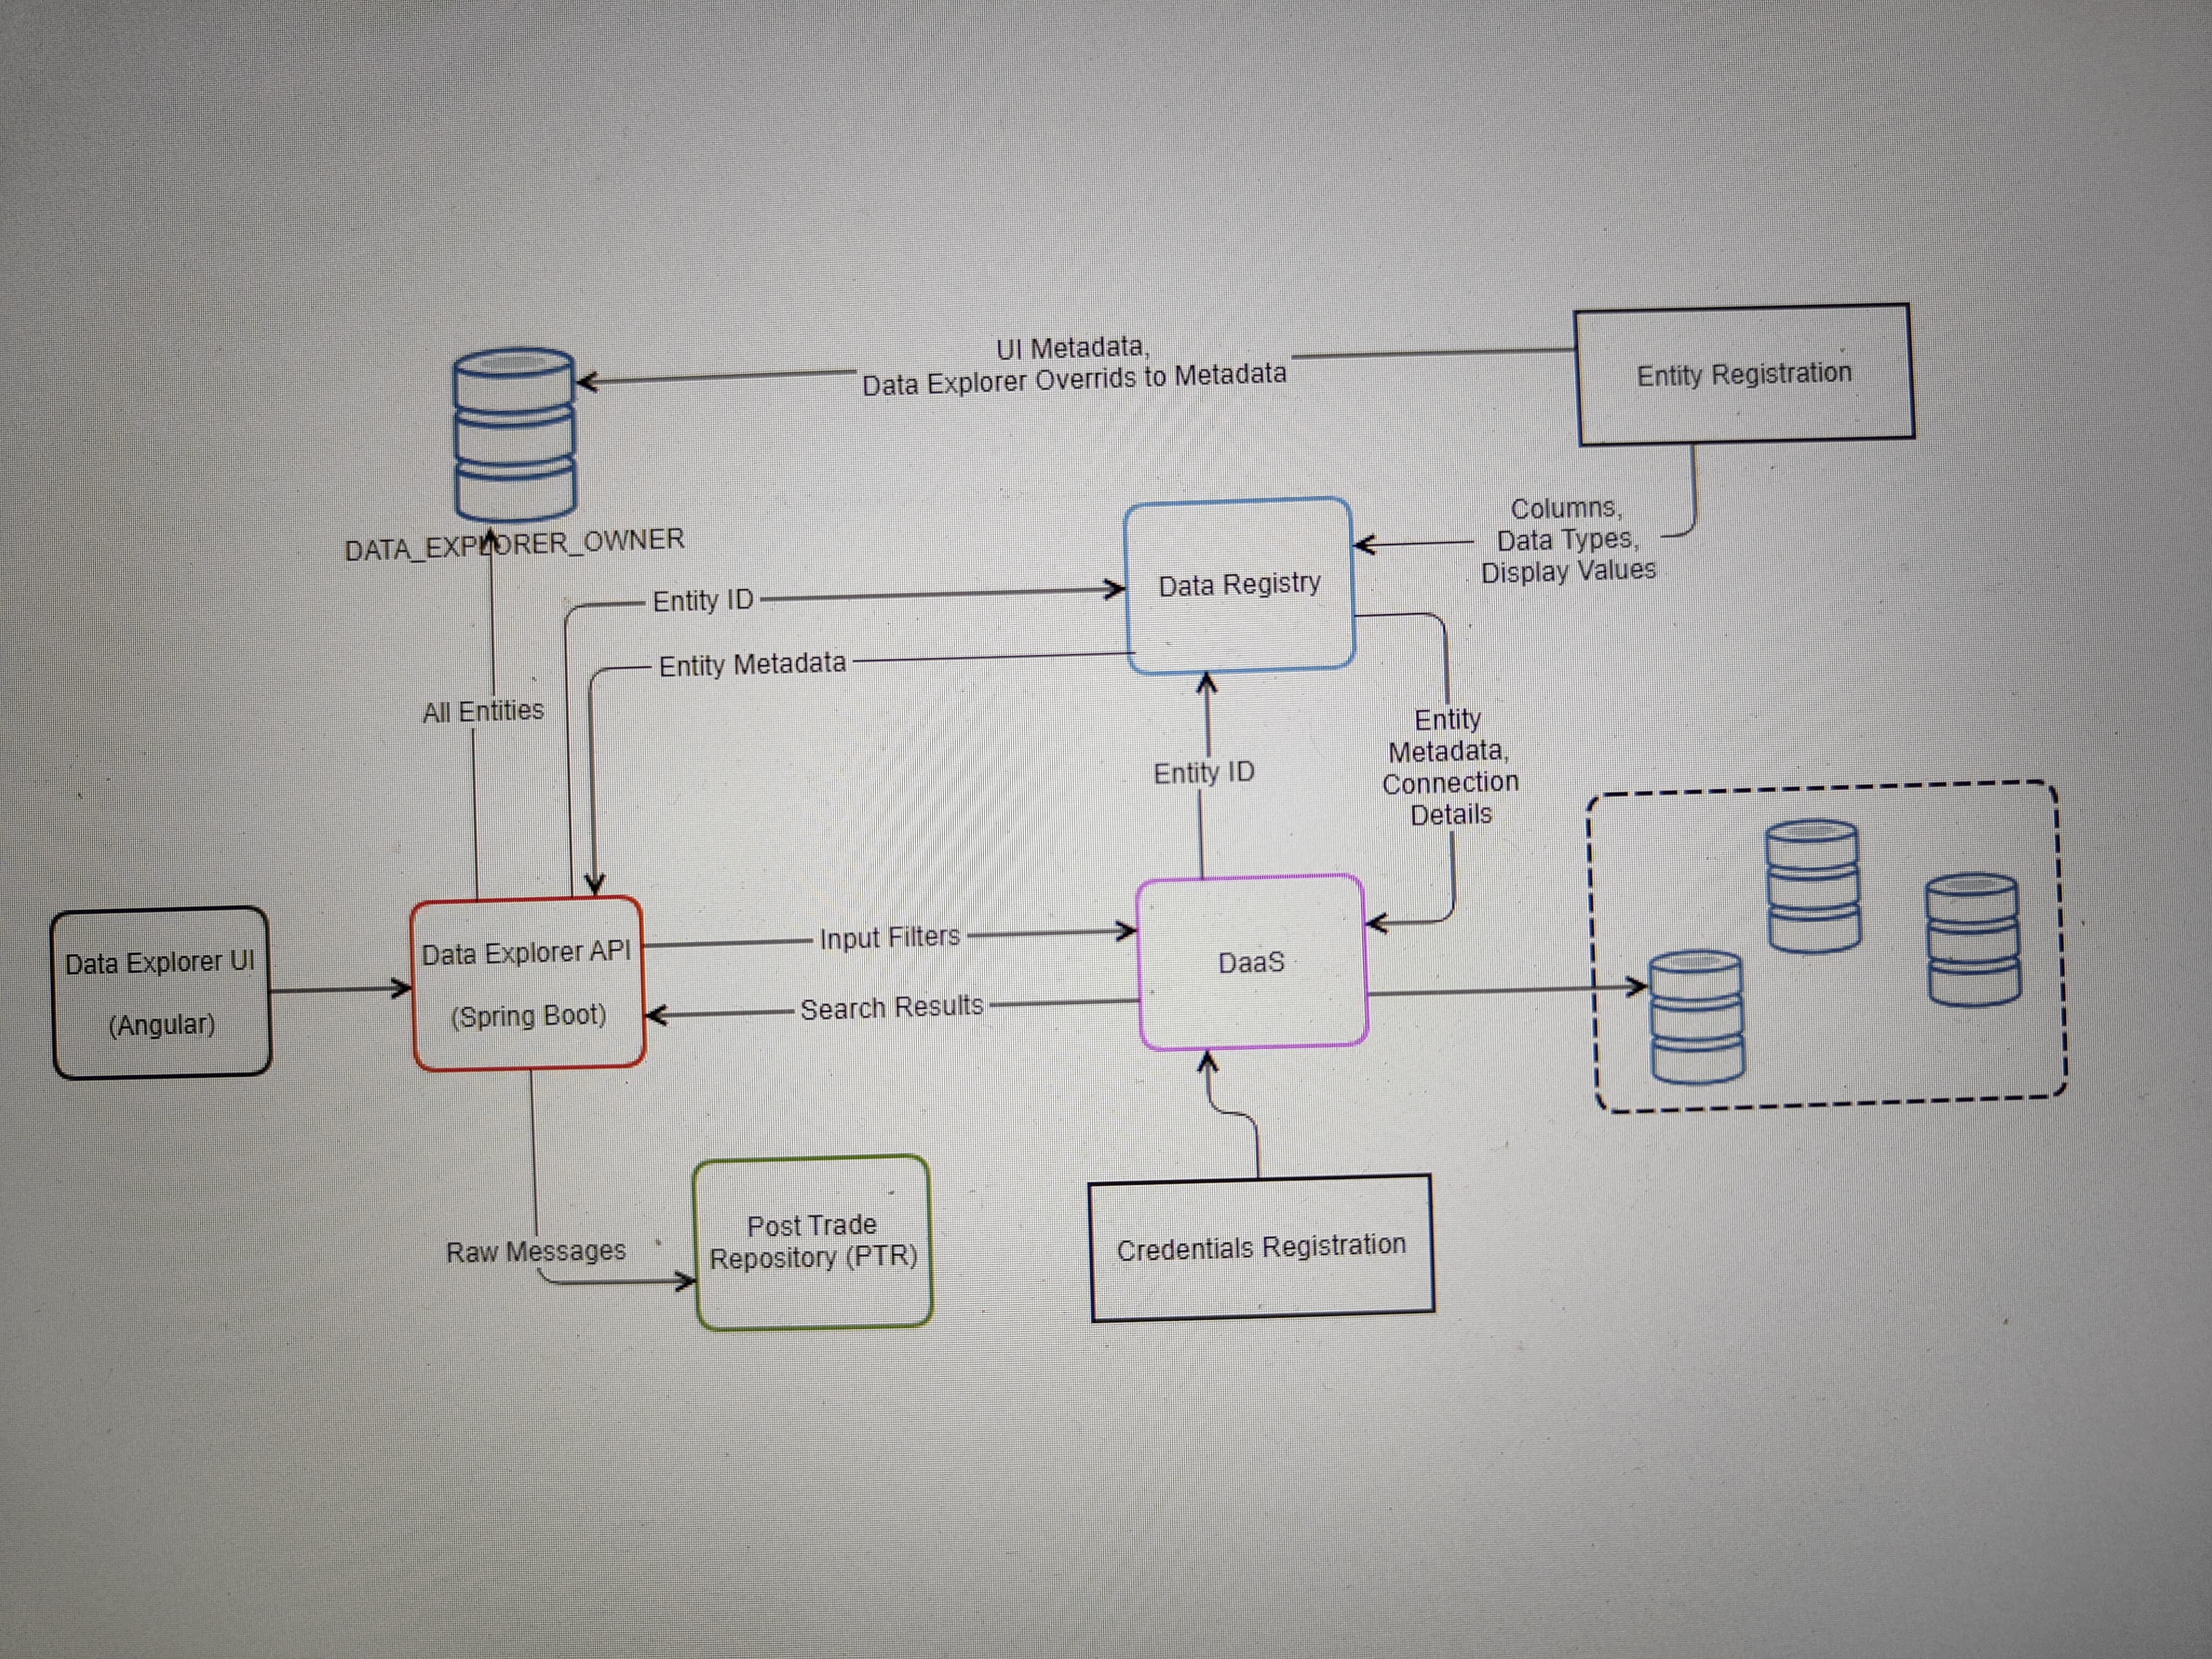 UI Metadata,
Data Explorer Overrids to Metadata
Entity Registration
DATA_EXPLORER_OWNER
Columns,
Data Types,
Display Values
Data Registry
Entity ID
Entity Metadata
All Entities
Entity ID
Entity
Metadata,
Connection
Details
Data Explorer UI
(Angular)
Data Explorer API
(Spring Boot)
Input Filters
Search Results
DaaS
Raw Messages
Post Trade
Repository (PTR)
Credentials Registration